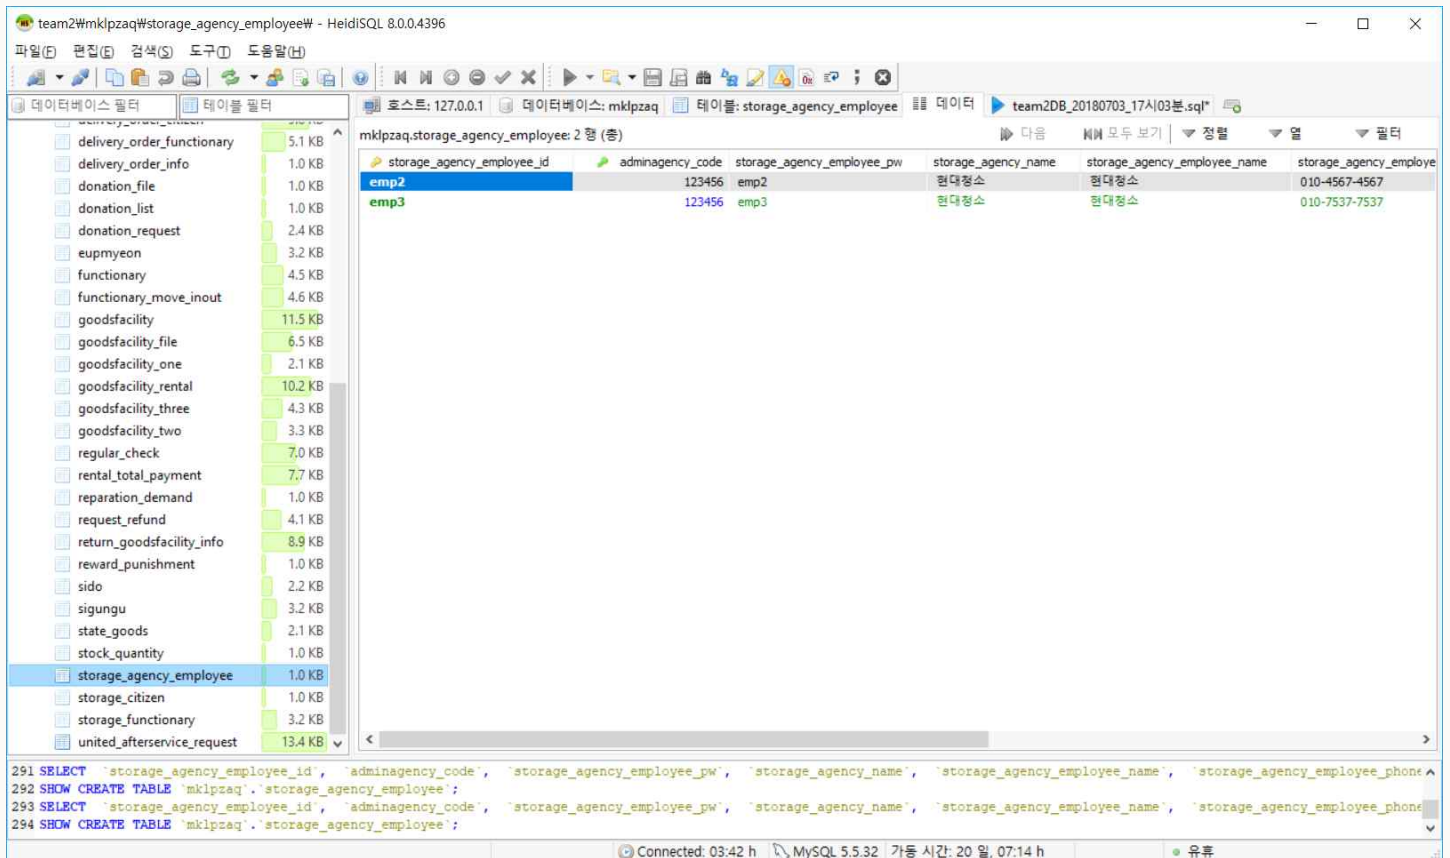 team2₩mklpzaq₩storage_agency_employee₩ - HeidiSQL 8.0.0.4396
파일(F) 편집(E) 검색(S) 도구(T) 도움말(H)
데이터베이스 필터 테이블 필터 호스트: 127.0.0.1 데이터베이스: mklpzaq 테이블: storage_agency_employee 데이터 team2DB_20180703_17시03분.sql*
mklpzaq.storage_agency_employee: 2 행 (총) 다음 모두 보기 정렬 열 필터
delivery_order_functionary 5.1 KB
delivery_order_info 1.0 KB
donation_file 1.0 KB
donation_list 1.0 KB
donation_request 2.4 KB
eupmyeon 3.2 KB
functionary 4.5 KB
functionary_move_inout 4.6 KB
goodsfacility 11.5 KB
goodsfacility_file 6.5 KB
goodsfacility_one 2.1 KB
goodsfacility_rental 10.2 KB
goodsfacility_three 4.3 KB
goodsfacility_two 3.3 KB
regular_check 7.0 KB
rental_total_payment 7.7 KB
reparation_demand 1.0 KB
request_refund 4.1 KB
return_goodsfacility_info 8.9 KB
reward_punishment 1.0 KB
sido 2.2 KB
sigungu 3.2 KB
state_goods 2.1 KB
stock_quantity 1.0 KB
storage_agency_employee 1.0 KB
storage_citizen 1.0 KB
storage_functionary 3.2 KB
united_afterservice_request 13.4 KB
storage_agency_employee_id adminagency_code storage_agency_employee_pw storage_agency_name storage_agency_employee_name storage_agency_employe
emp2 123456 emp2 현대청소 현대청소 010-4567-4567
emp3 123456 emp3 현대청소 현대청소 010-7537-7537
291 SELECT `storage_agency_employee_id`, `adminagency_code`, `storage_agency_employee_pw`, `storage_agency_name`, `storage_agency_employee_name`, `storage_agency_employee_phone
292 SHOW CREATE TABLE `mklpzaq`.`storage_agency_employee`;
293 SELECT `storage_agency_employee_id`, `adminagency_code`, `storage_agency_employee_pw`, `storage_agency_name`, `storage_agency_employee_name`, `storage_agency_employee_phone
294 SHOW CREATE TABLE `mklpzaq`.`storage_agency_employee`;
Connected: 03:42 h MySQL 5.5.32 가동 시간: 20 일, 07:14 h 유휴